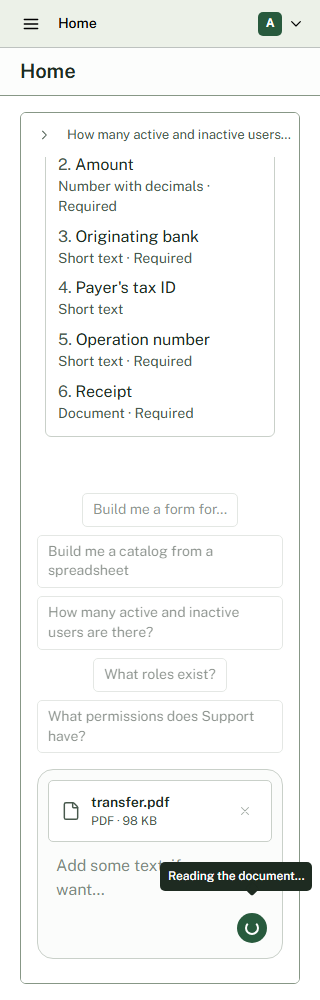 Home
A
Home
How many active and inactive users...
2. Amount
Number with decimals ·
Required
3. Originating bank
Short text · Required
4. Payer's tax ID
Short text
5. Operation number
Short text · Required
6. Receipt
Document · Required
Build me a form for...
Build me a catalog from a
spreadsheet
How many active and inactive
users are there?
What roles exist?
What permissions does Support
have?
transfer.pdf
PDF · 98 KB
Add some text
want...
Reading the document...